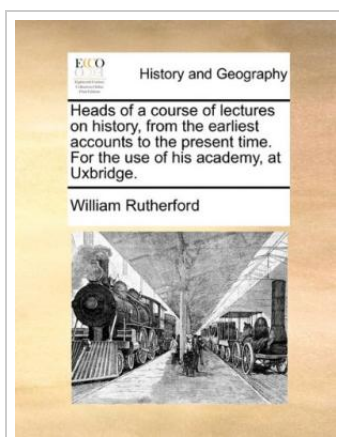 ECCO
History and Geography
Heads of a course of lectures
on history, from the earliest
accounts to the present time.
For the use of his academy, at
Uxbridge.
William Rutherford